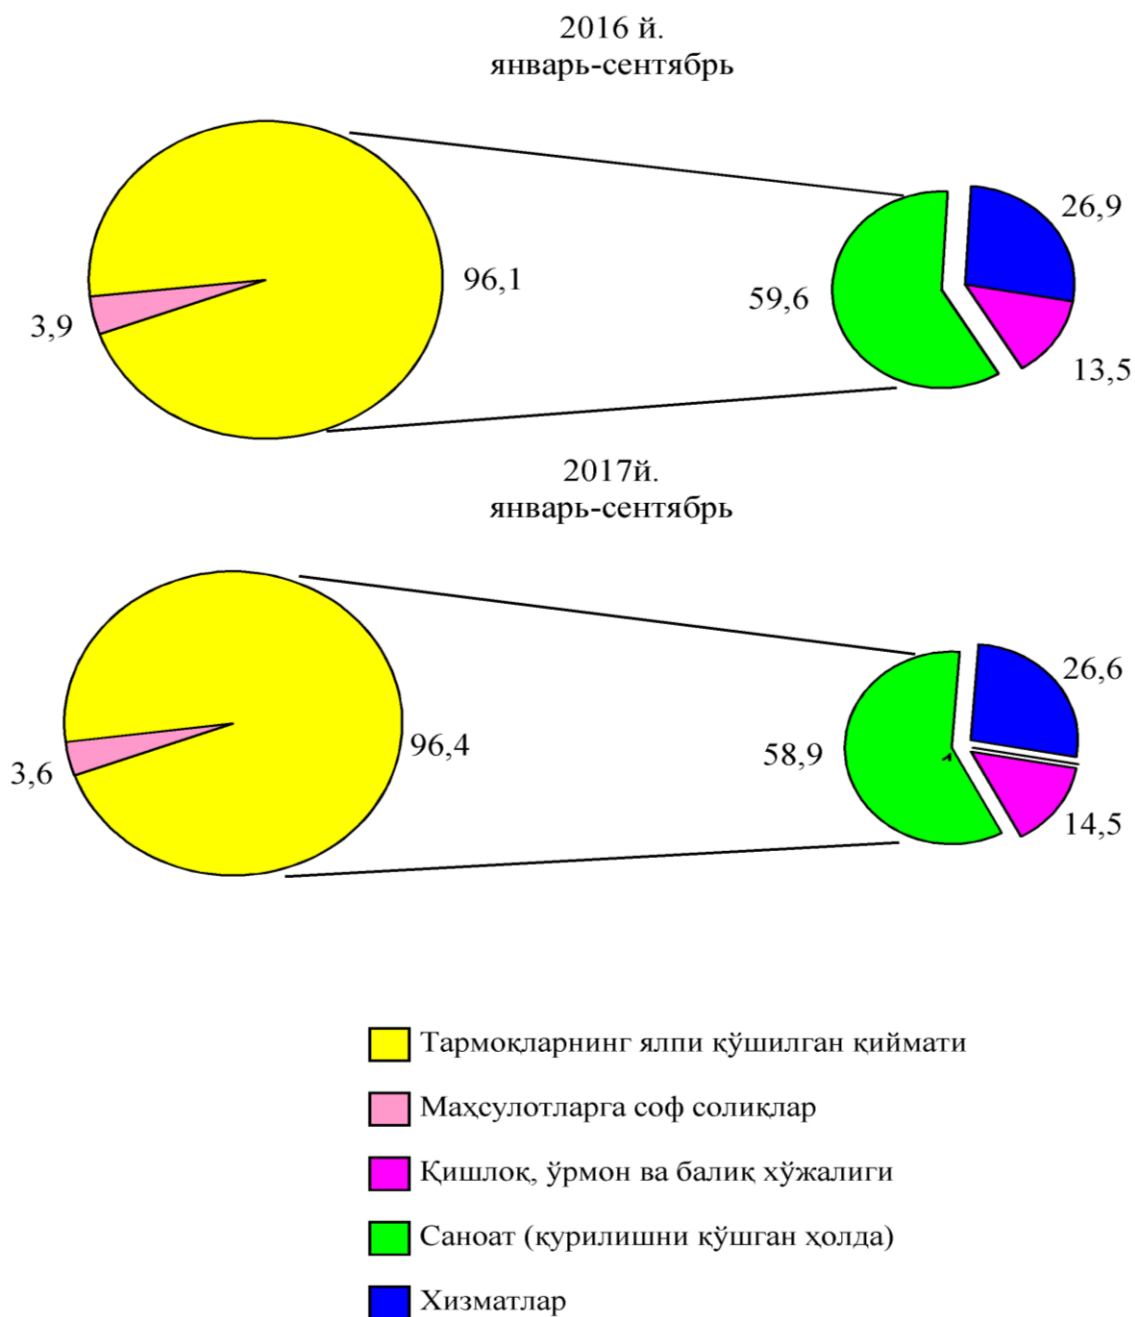 2016 й.
январь-сентябрь
26,9
96,1
59,6
3,9
13,5
2017й.
январь-сентябрь
26,6
96,4
58,9
3,6
14,5
Тармоқларнинг ялпи қўшилган қиймати
Маҳсулотларга соф солиқлар
Қишлоқ, ўрмон ва балиқ хўжалиги
Саноат (қурилишни қўшган ҳолда)
Хизматлар